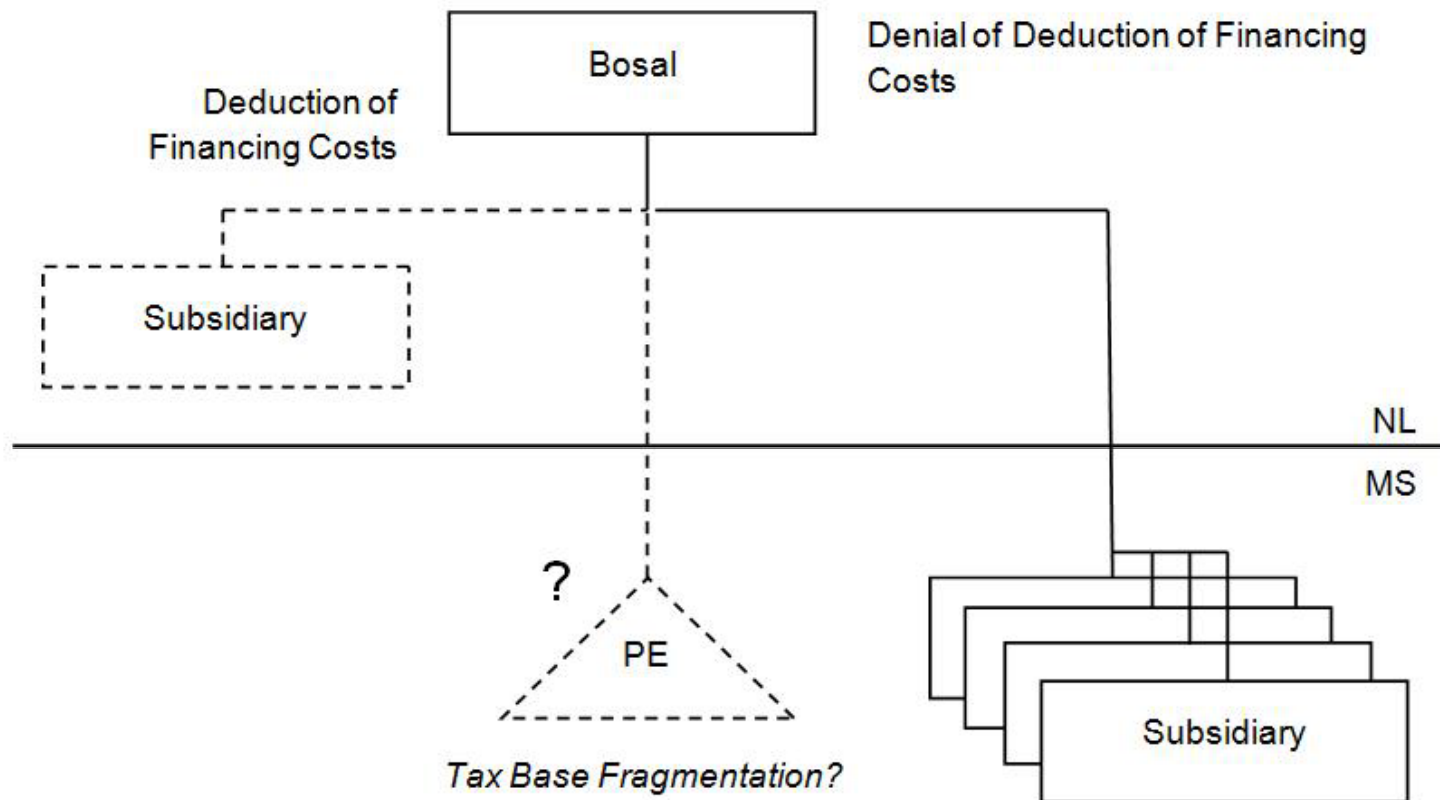 Bosal
Denial of Deduction of Financing
Costs
Deduction of
Financing Costs
Subsidiary
NL
MS
?
PE
Subsidiary
Tax Base Fragmentation?